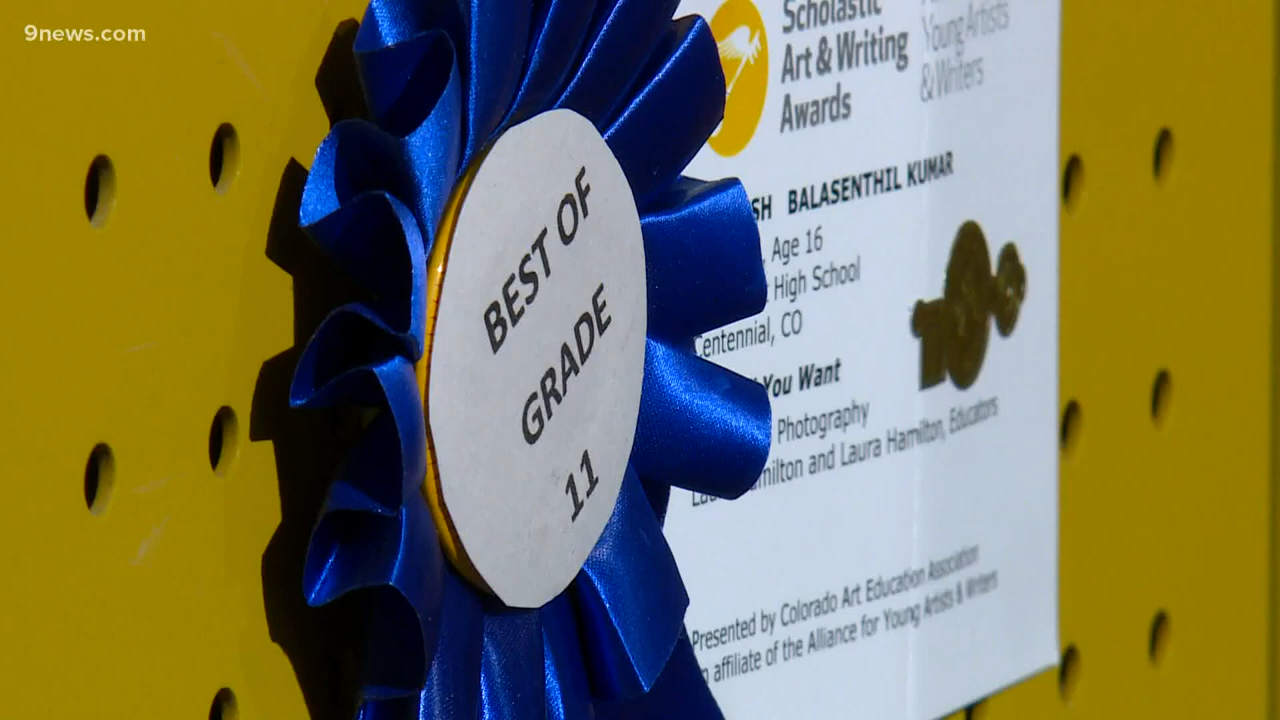 9news.com
BEST OF
GRADE
11
Scholastic
Art & Writing
Awards
Young Artists
& Writers
SH BALASENTHIL KUMAR
, Age 16
High School
Centennial, CO
You Want
Photography
Hamilton and Laura Hamilton, Educators
Presented by Colorado Art Education Association
affiliate of the Alliance for Young Artists & Writers